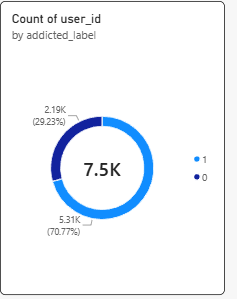 Count of user_id
by addicted_label
2.19K
(29.23%)
7.5K
1
0
5.31K
(70.77%)